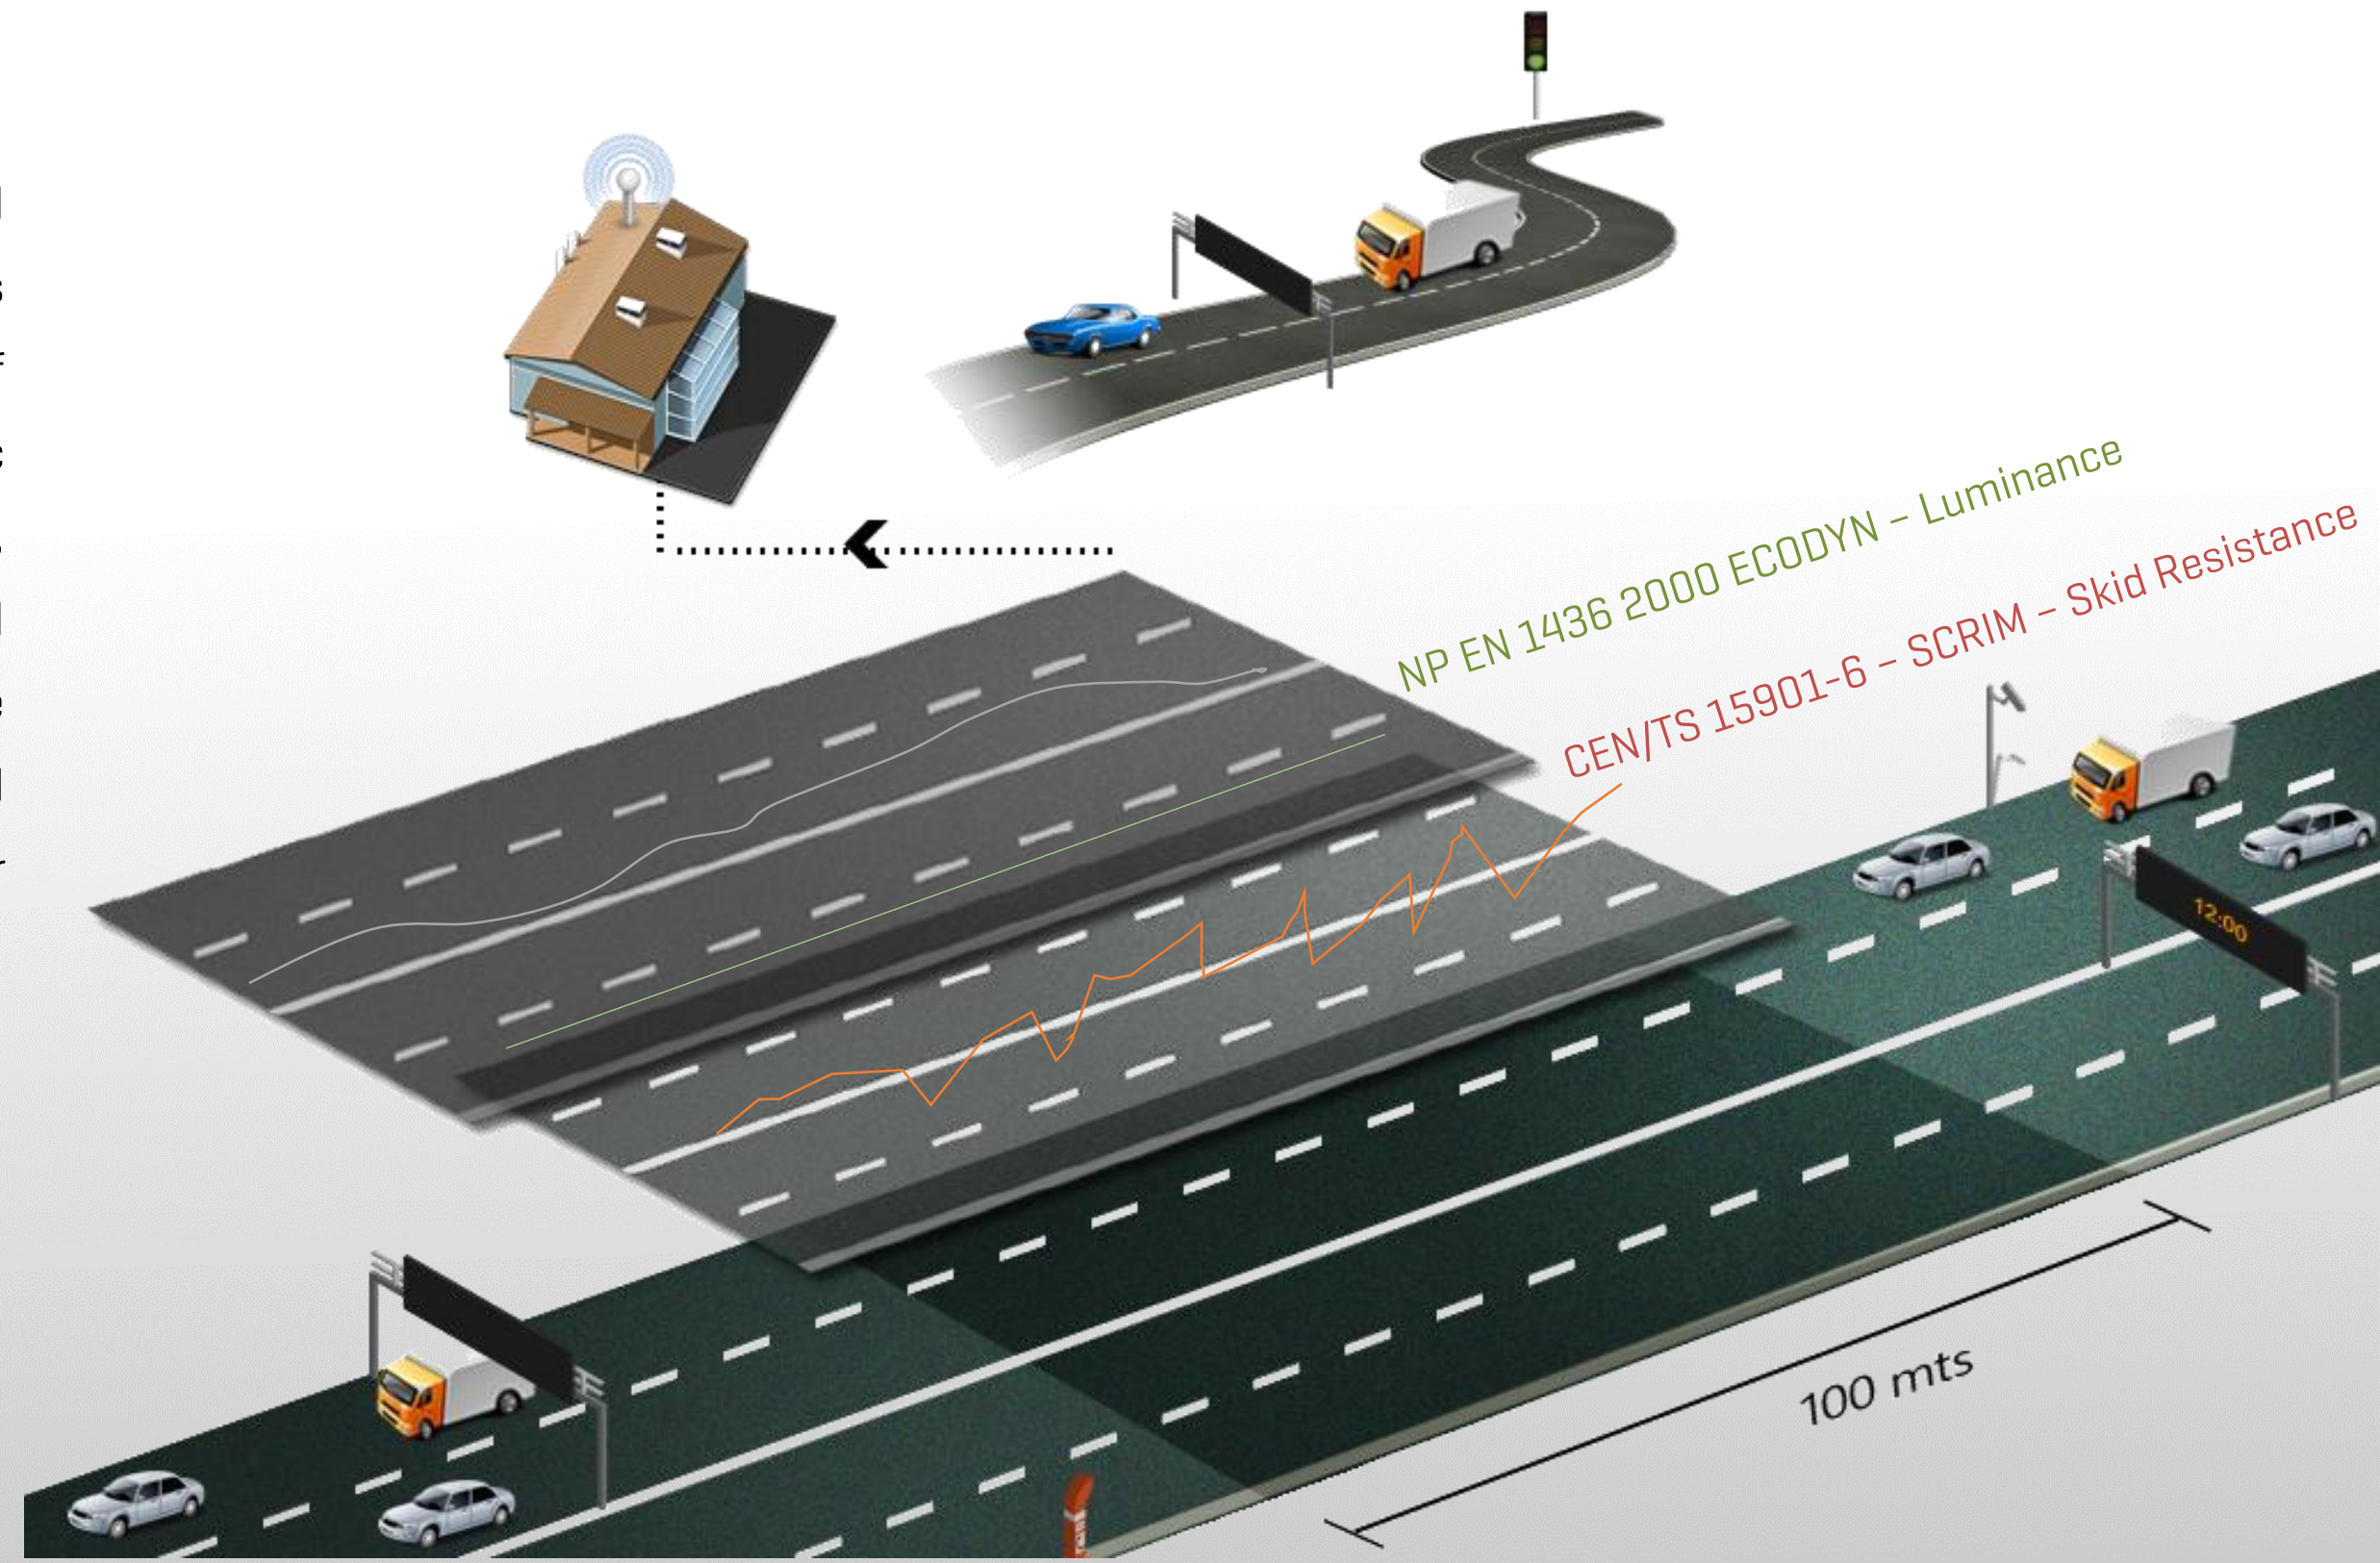 NP EN 1436 2000 ECODYN – Luminance
CEN/TS 15901-6 – SCRIM – Skid Resistance
12:00
100 mts